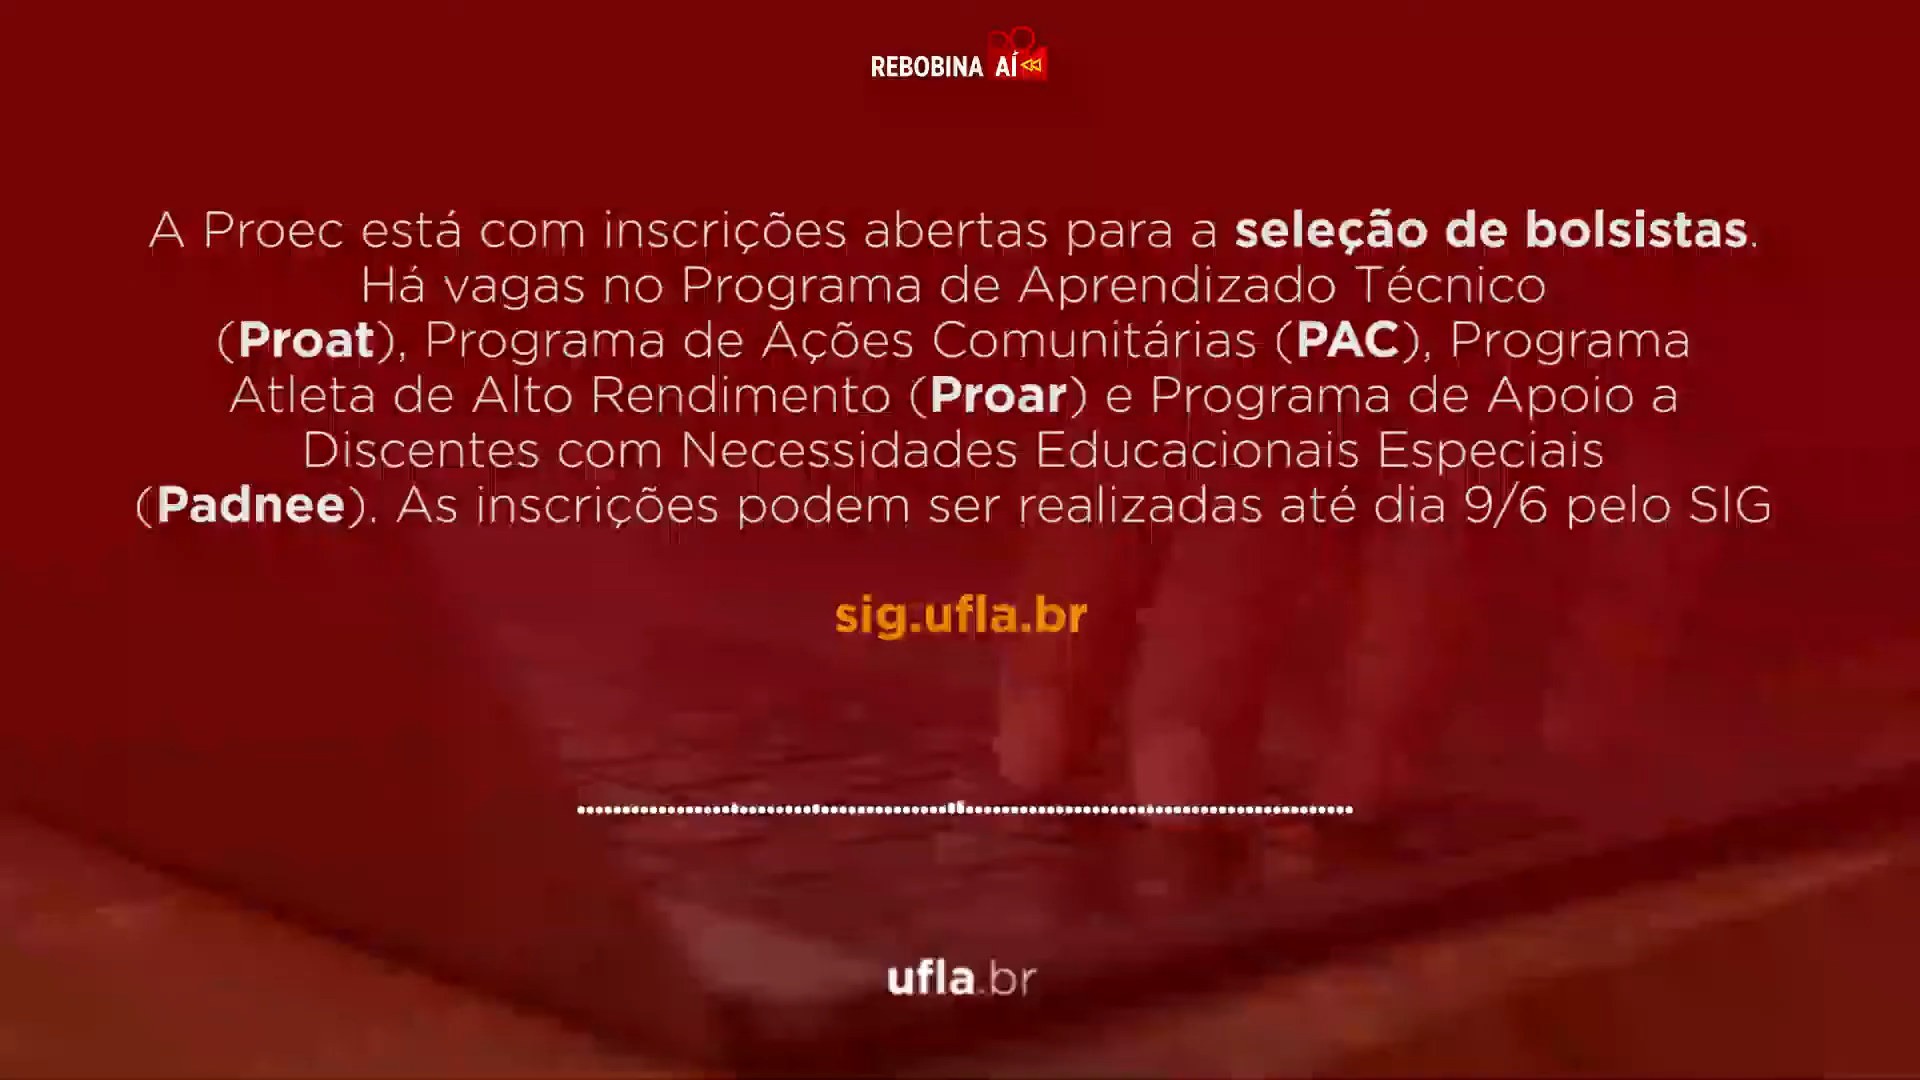 REBOBINA AÍ
A Proec está com inscrições abertas para a seleção de bolsistas.
Há vagas no Programa de Aprendizado Técnico
(Proat), Programa de Ações Comunitárias (PAC), Programa
Atleta de Alto Rendimento (Proar) e Programa de Apoio a
Discentes com Necessidades Educacionais Especiais
(Padnee). As inscrições podem ser realizadas até dia 9/6 pelo SIG
sig.ufla.br
ufla.br